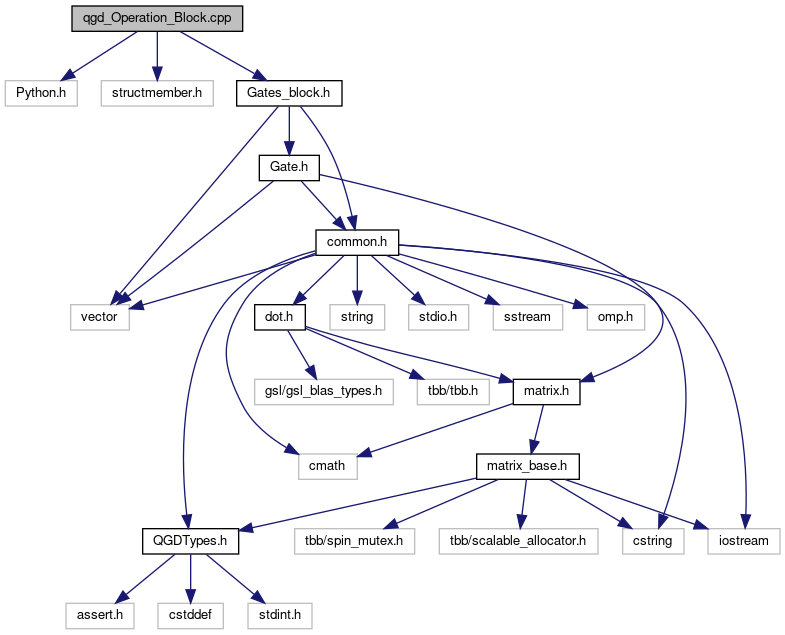 qgd_Operation_Block.cpp
Python.h
structmember.h
Gates_block.h
Gate.h
common.h
vector
dot.h
string
stdio.h
sstream
omp.h
gsl/gsl_blas_types.h
tbb/tbb.h
matrix.h
cmath
matrix_base.h
QGDTypes.h
tbb/spin_mutex.h
tbb/scalable_allocator.h
cstring
iostream
assert.h
cstddef
stdint.h